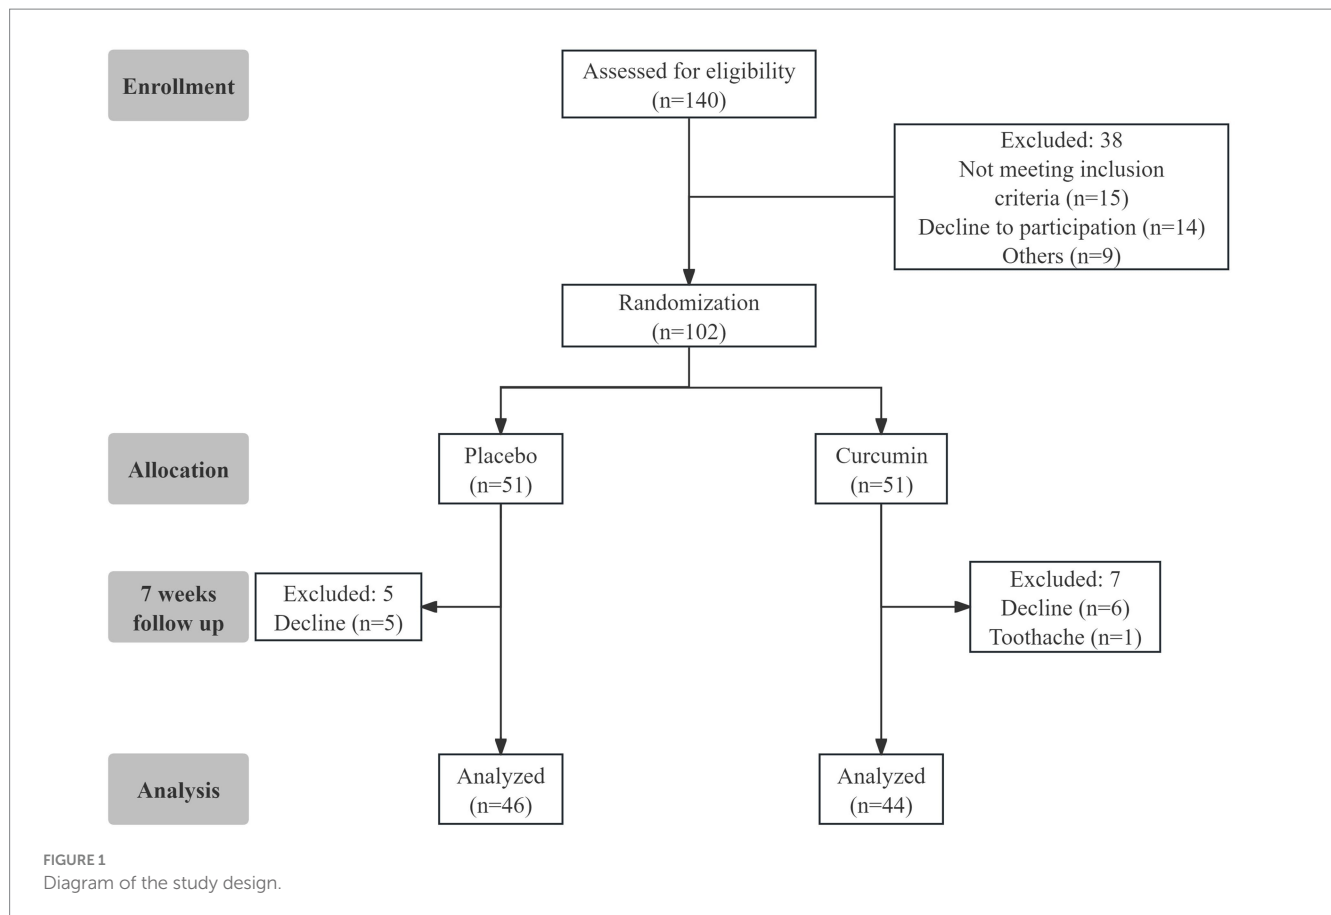 Enrollment
Assessed for eligibility
(n=140)
Excluded: 38
Not meeting inclusion
criteria (n=15)
Decline to participation (n=14)
Others (n=9)
Randomization
(n=102)
Allocation
Placebo
(n=51)
Curcumin
(n=51)
7 weeks
follow up
Excluded: 5
Decline (n=5)
Excluded: 7
Decline (n=6)
Toothache (n=1)
Analysis
Analyzed
(n=46)
Analyzed
(n=44)
FIGURE 1
Diagram of the study design.